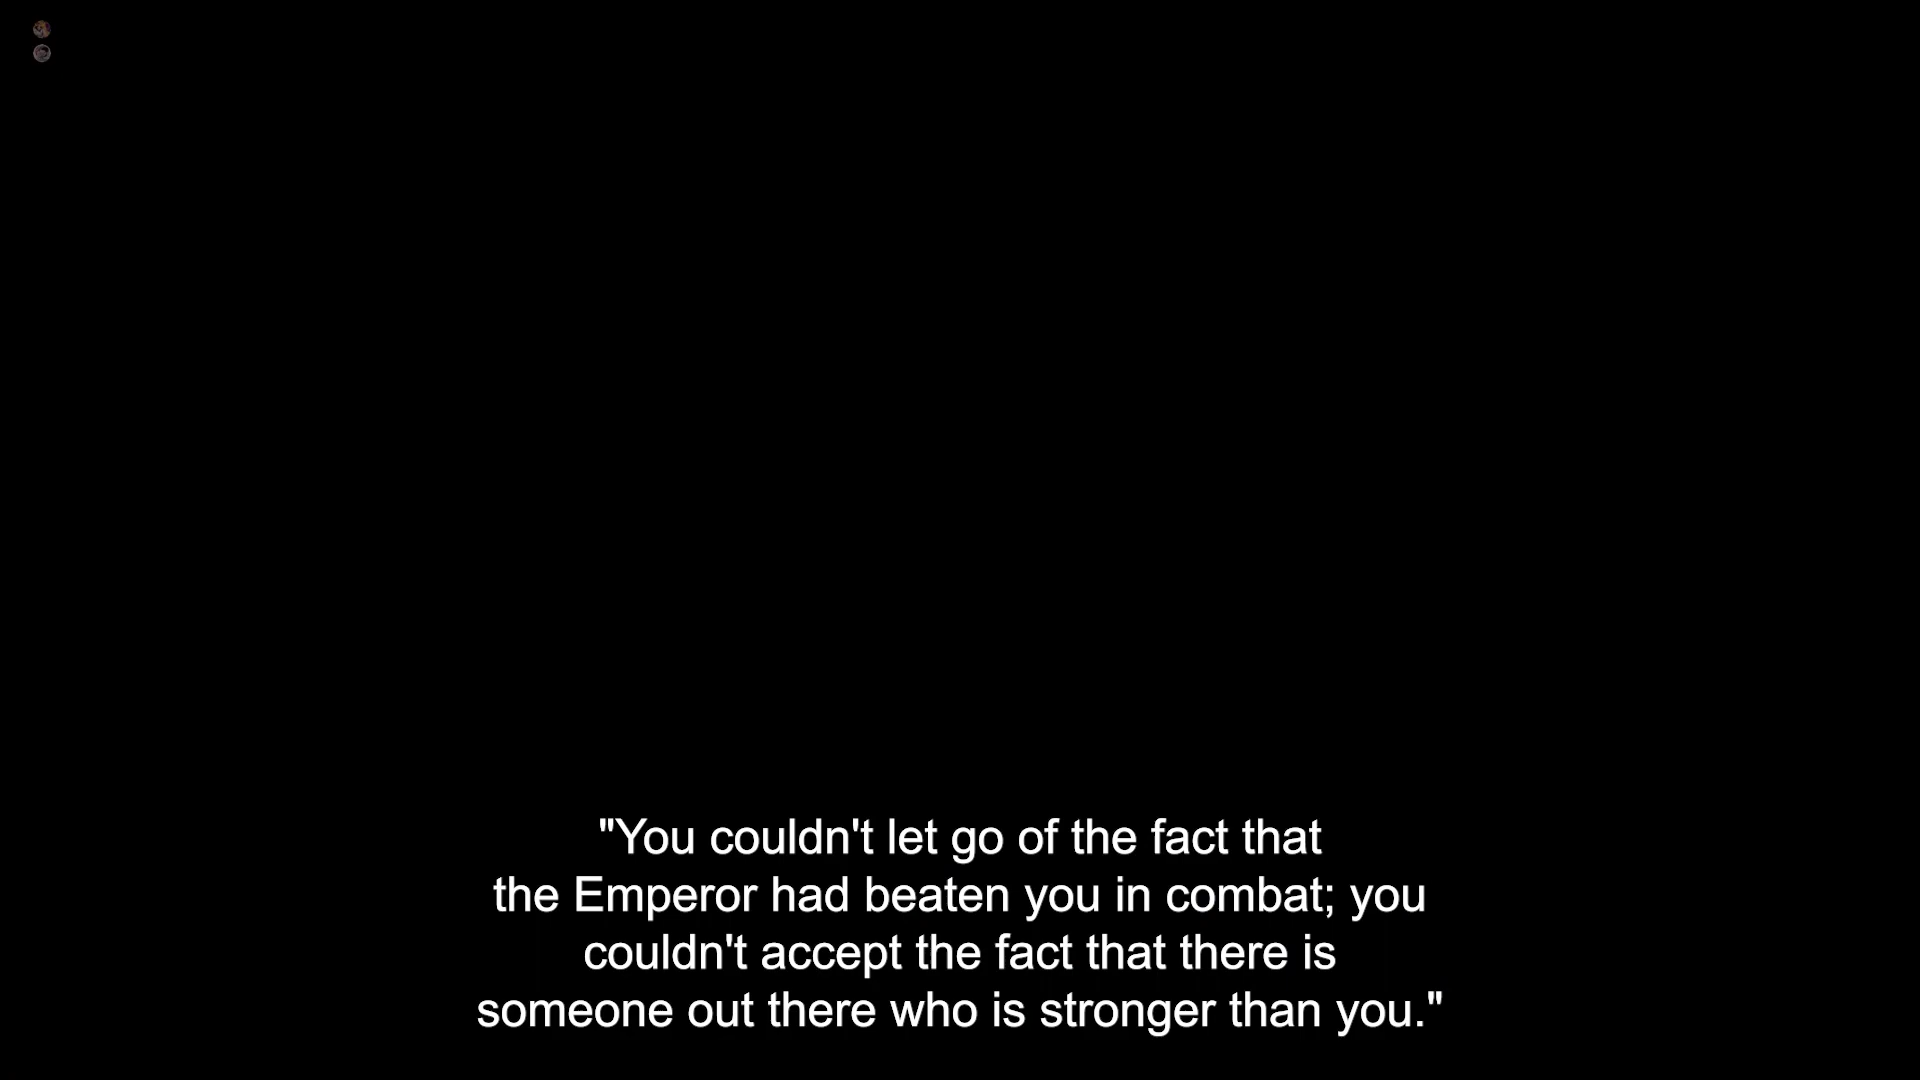 "You couldn't let go of the fact that
the Emperor had beaten you in combat; you
couldn't accept the fact that there is
someone out there who is stronger than you."